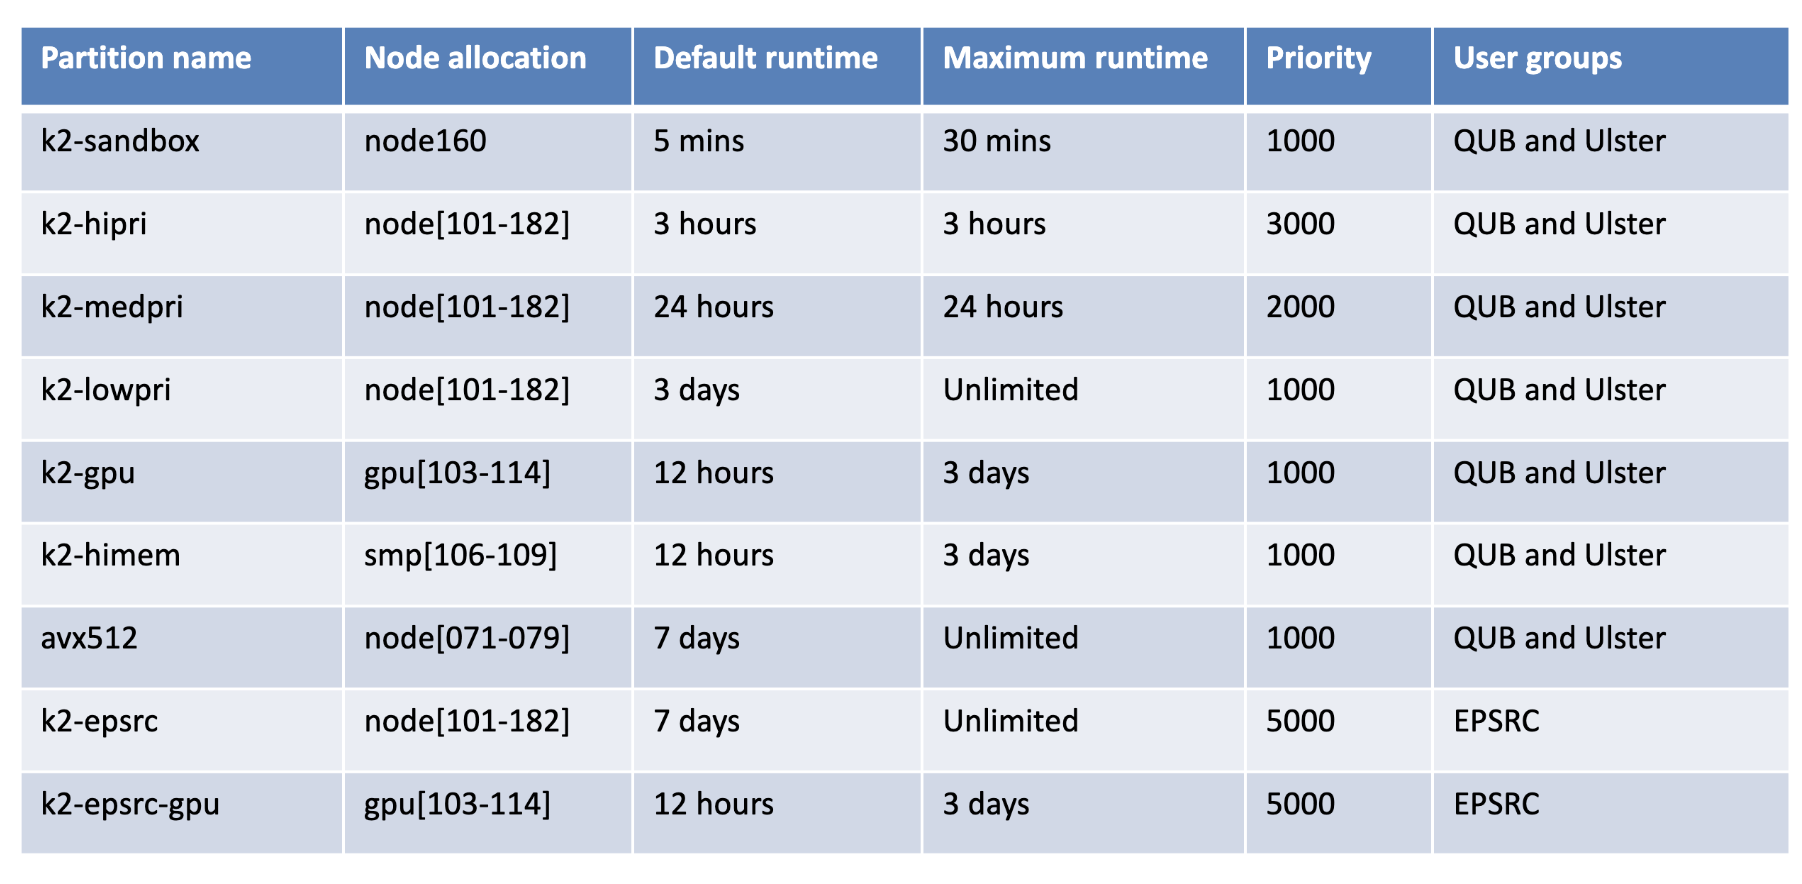 Partition name Node allocation Default runtime Maximum runtime Priority User groups
k2-sandbox node160 5 mins 30 mins 1000 QUB and Ulster
k2-hipri node[101-182] 3 hours 3 hours 3000 QUB and Ulster
k2-medpri node[101-182] 24 hours 24 hours 2000 QUB and Ulster
k2-lowpri node[101-182] 3 days Unlimited 1000 QUB and Ulster
k2-gpu gpu[103-114] 12 hours 3 days 1000 QUB and Ulster
k2-himem smp[106-109] 12 hours 3 days 1000 QUB and Ulster
avx512 node[071-079] 7 days Unlimited 1000 QUB and Ulster
k2-epsrc node[101-182] 7 days Unlimited 5000 EPSRC
k2-epsrc-gpu gpu[103-114] 12 hours 3 days 5000 EPSRC